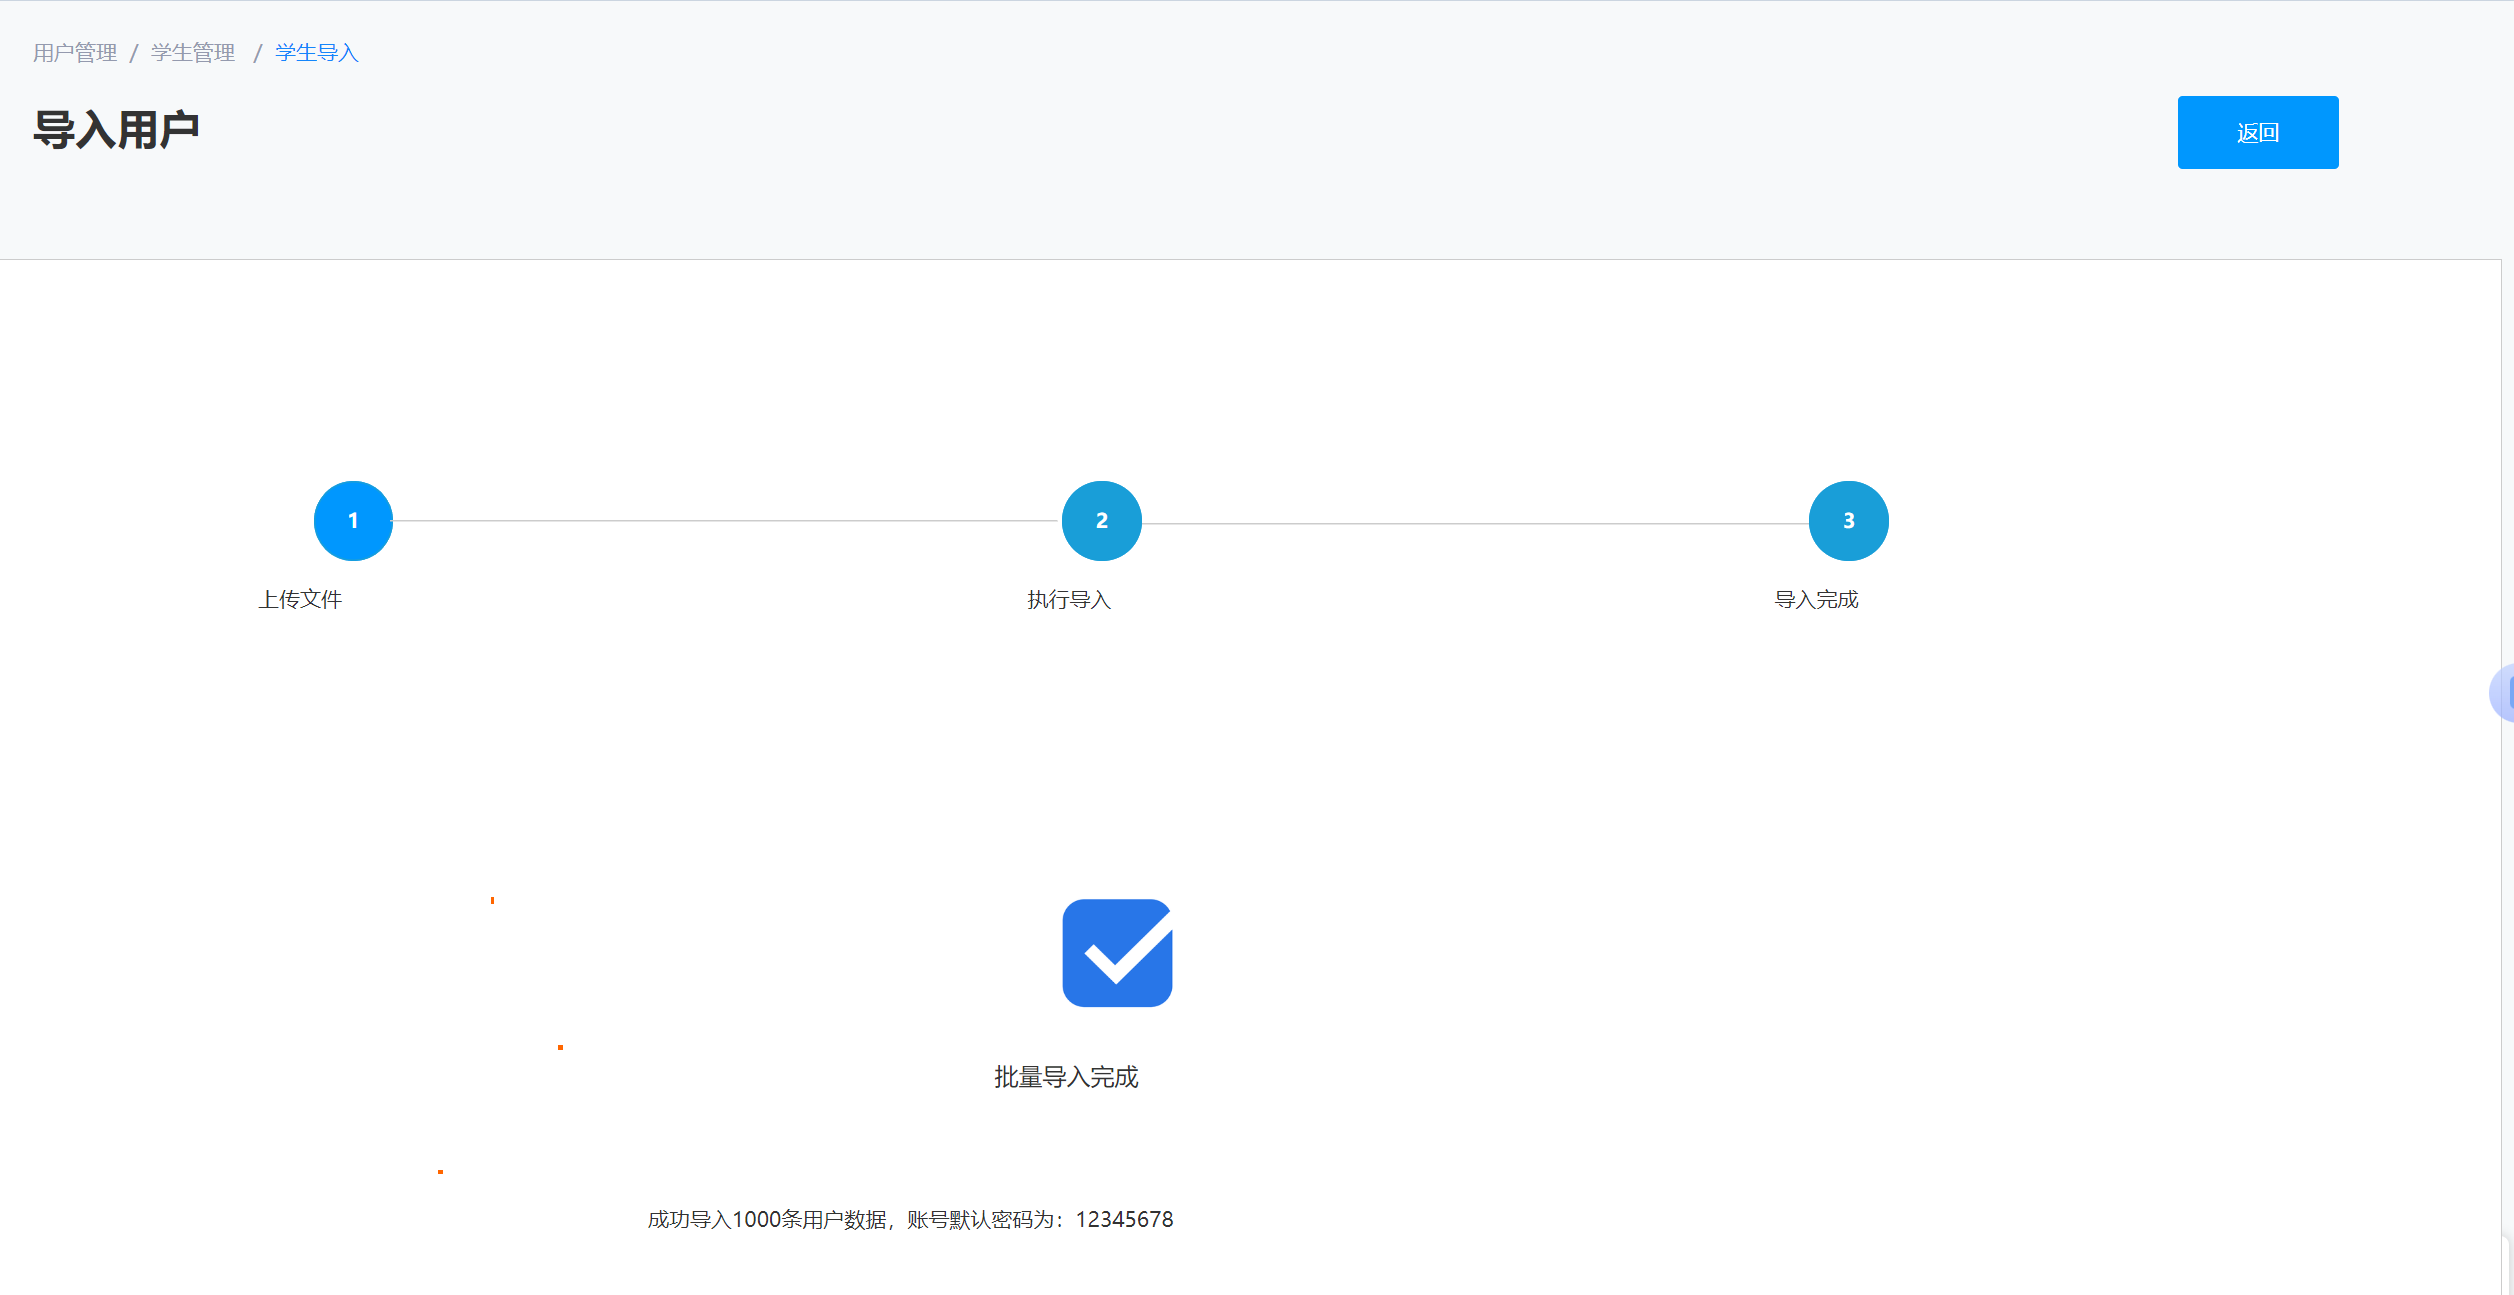 用户管理 / 学生管理 / 学生导入
导入用户
返回
1
2
3
上传文件
执行导入
导入完成
批量导入完成
成功导入1000条用户数据，账号默认密码为：12345678